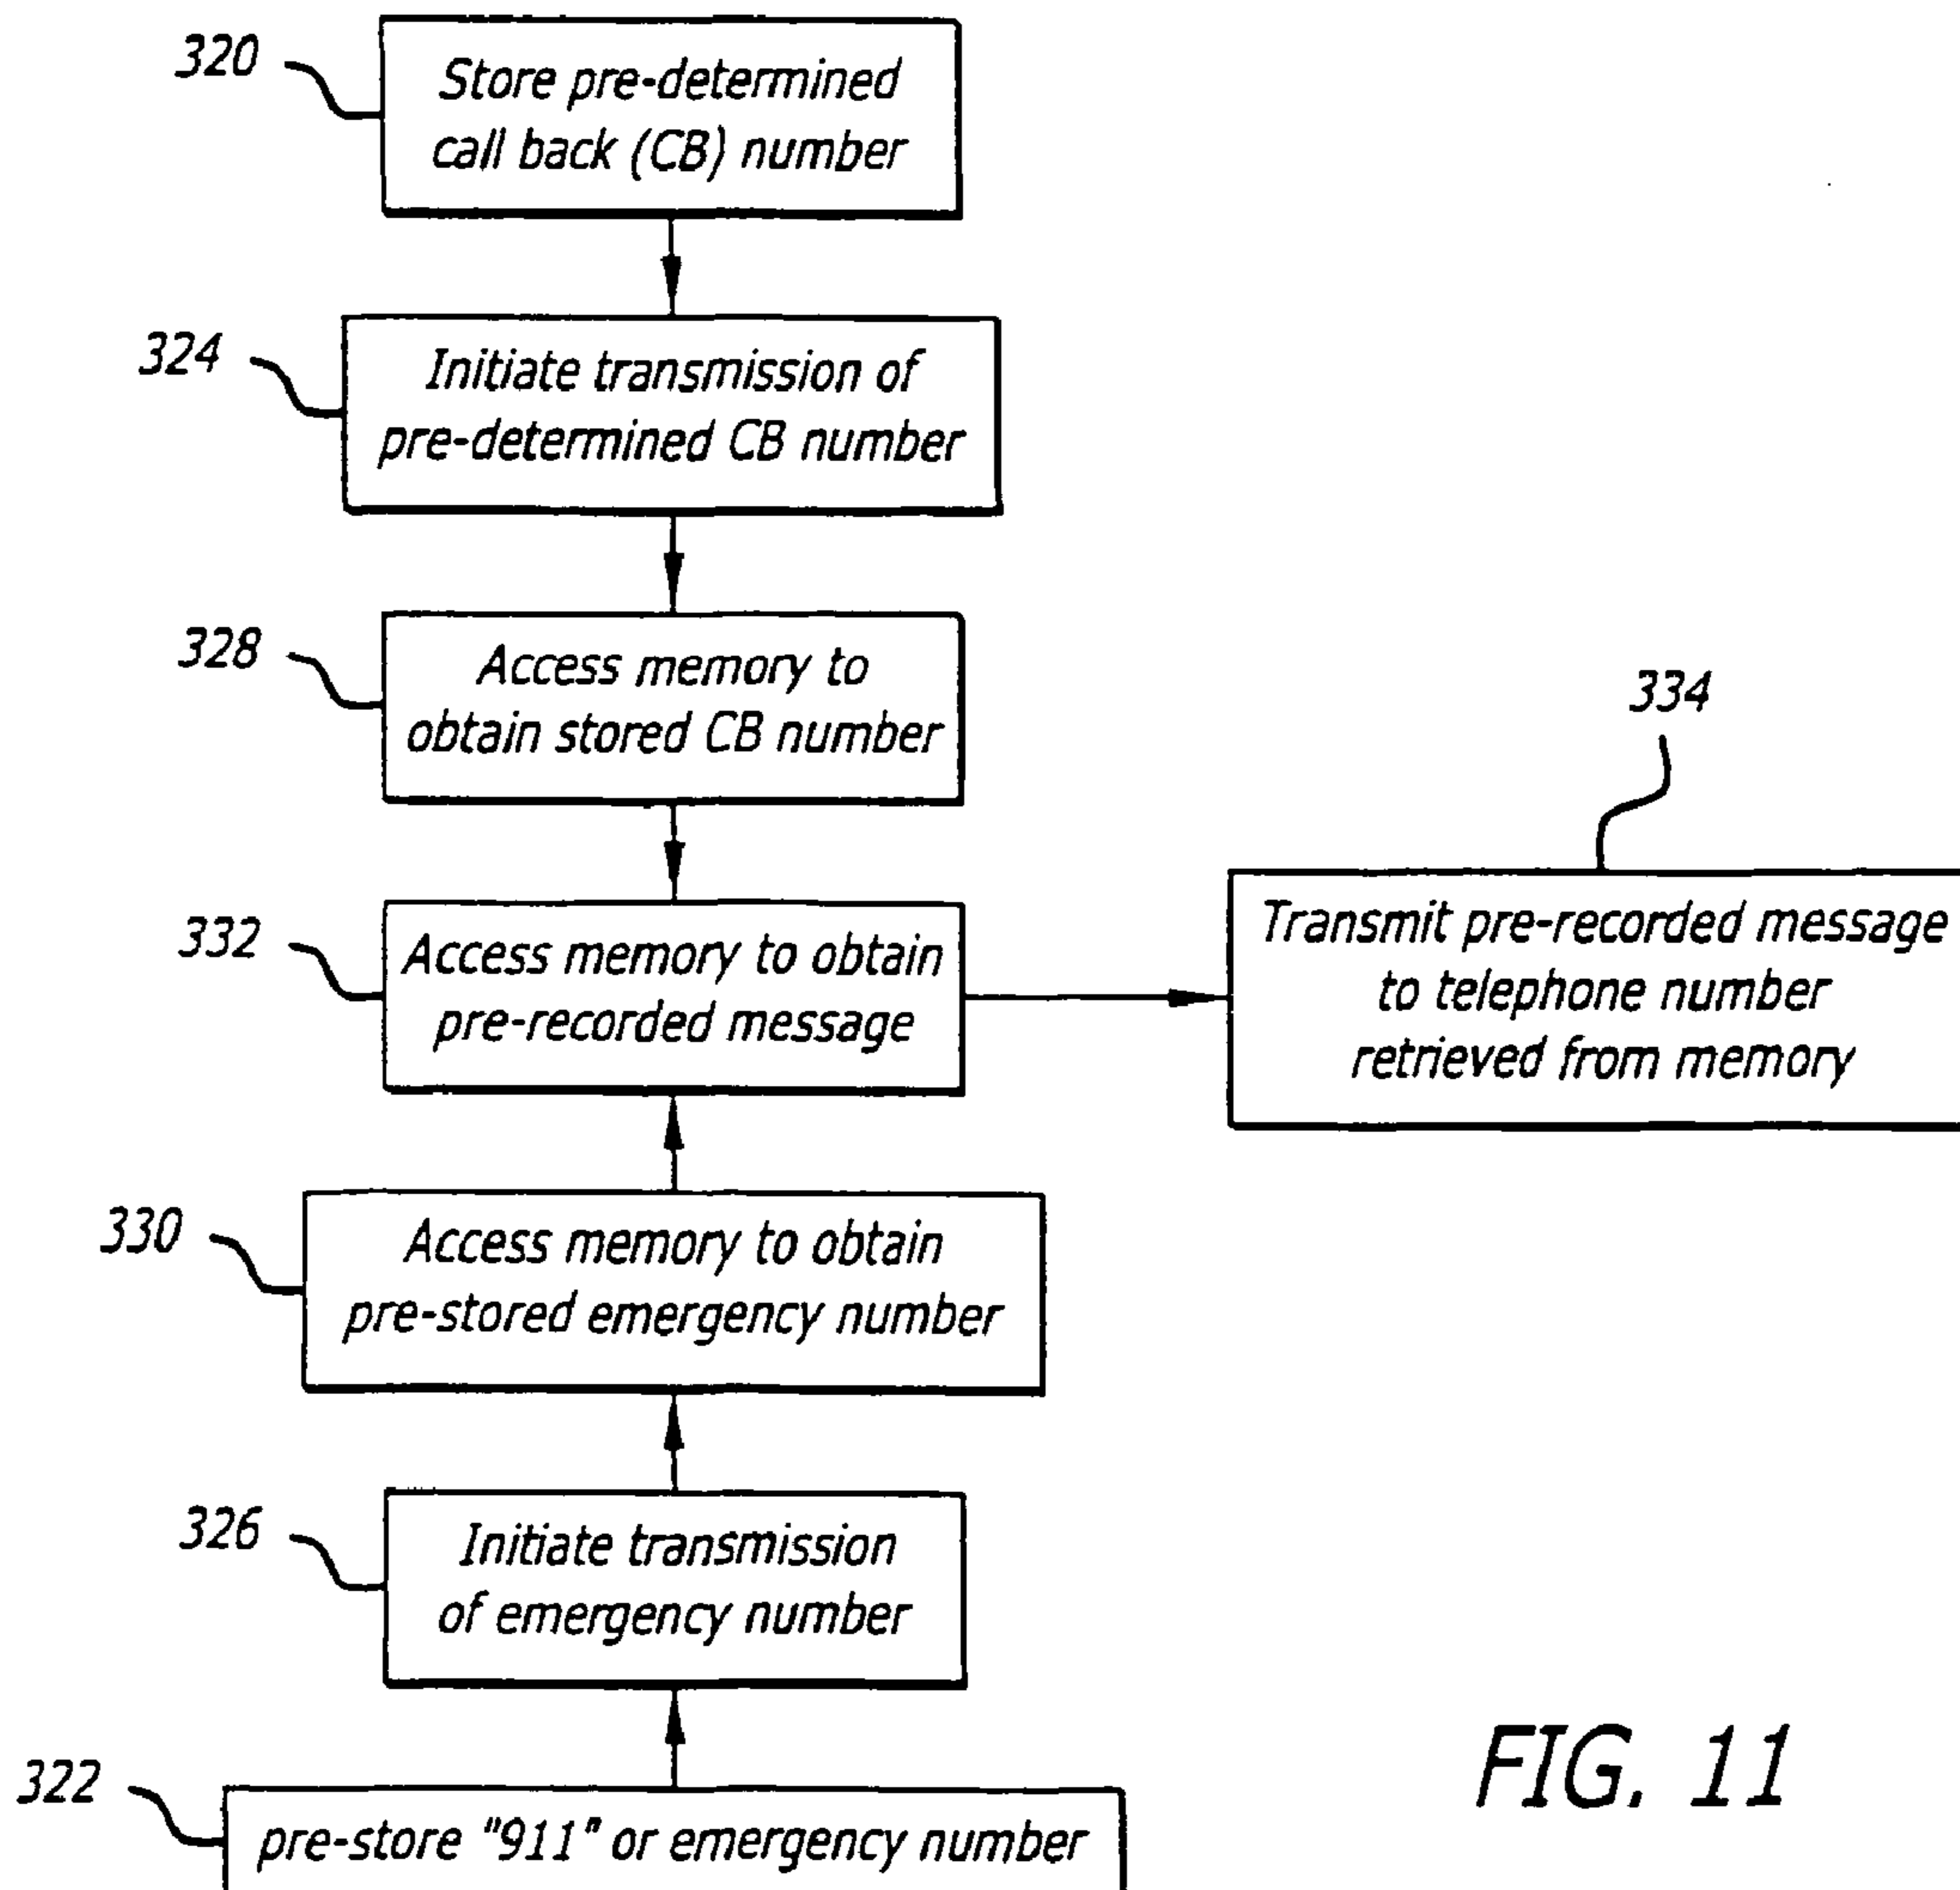 320
Store pre-determined
call back (CB) number
324
Initiate transmission of
pre-determined CB number
328
Access memory to
obtain stored CB number
334
332
Access memory to obtain
pre-recorded message
Transmit pre-recorded message
to telephone number
retrieved from memory
330
Access memory to obtain
pre-stored emergency number
326
Initiate transmission
of emergency number
322
pre-store "911" or emergency number
FIG. 11